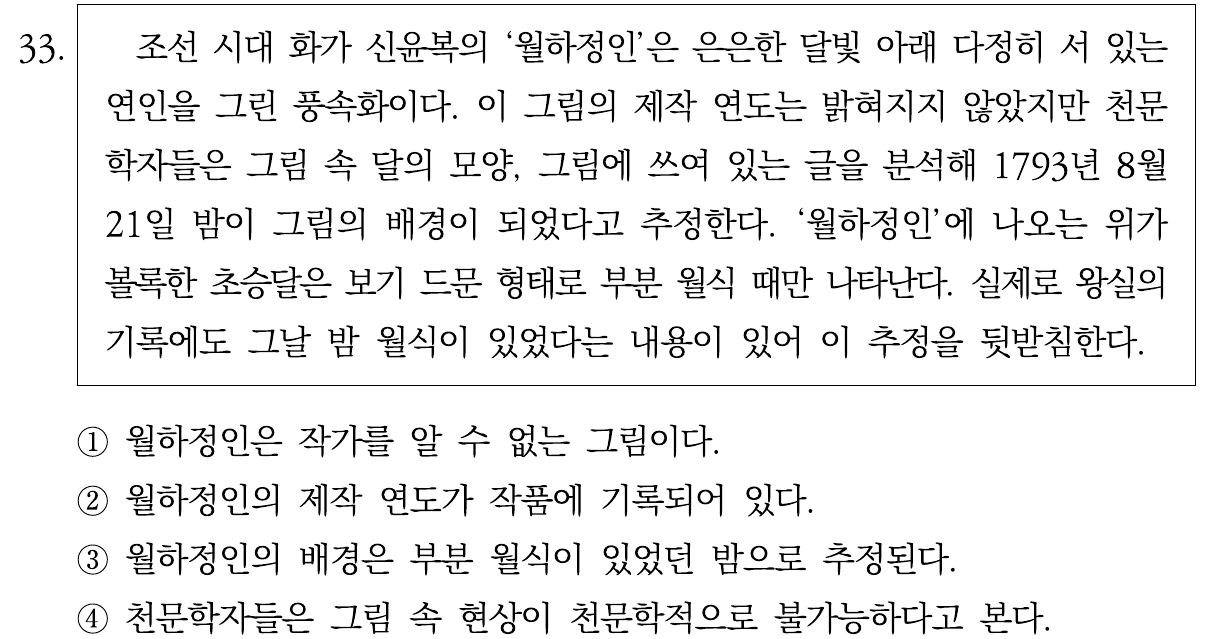 33. 조선 시대 화가 신윤복의 ‘월하정인’은 은은한 달빛 아래 다정히 서 있는
연인을 그린 풍속화이다. 이 그림의 제작 연도는 밝혀지지 않았지만 천문
학자들은 그림 속 달의 모양, 그림에 쓰여 있는 글을 분석해 1793년 8월
21일 밤이 그림의 배경이 되었다고 추정한다. ‘월하정인’에 나오는 위가
볼록한 초승달은 보기 드문 형태로 부분 월식 때만 나타난다. 실제로 왕실의
기록에도 그날 밤 월식이 있었다는 내용이 있어 이 추정을 뒷받침한다.
① 월하정인은 작가를 알 수 없는 그림이다.
② 월하정인의 제작 연도가 작품에 기록되어 있다.
③ 월하정인의 배경은 부분 월식이 있었던 밤으로 추정된다.
④ 천문학자들은 그림 속 현상이 천문학적으로 불가능하다고 본다.